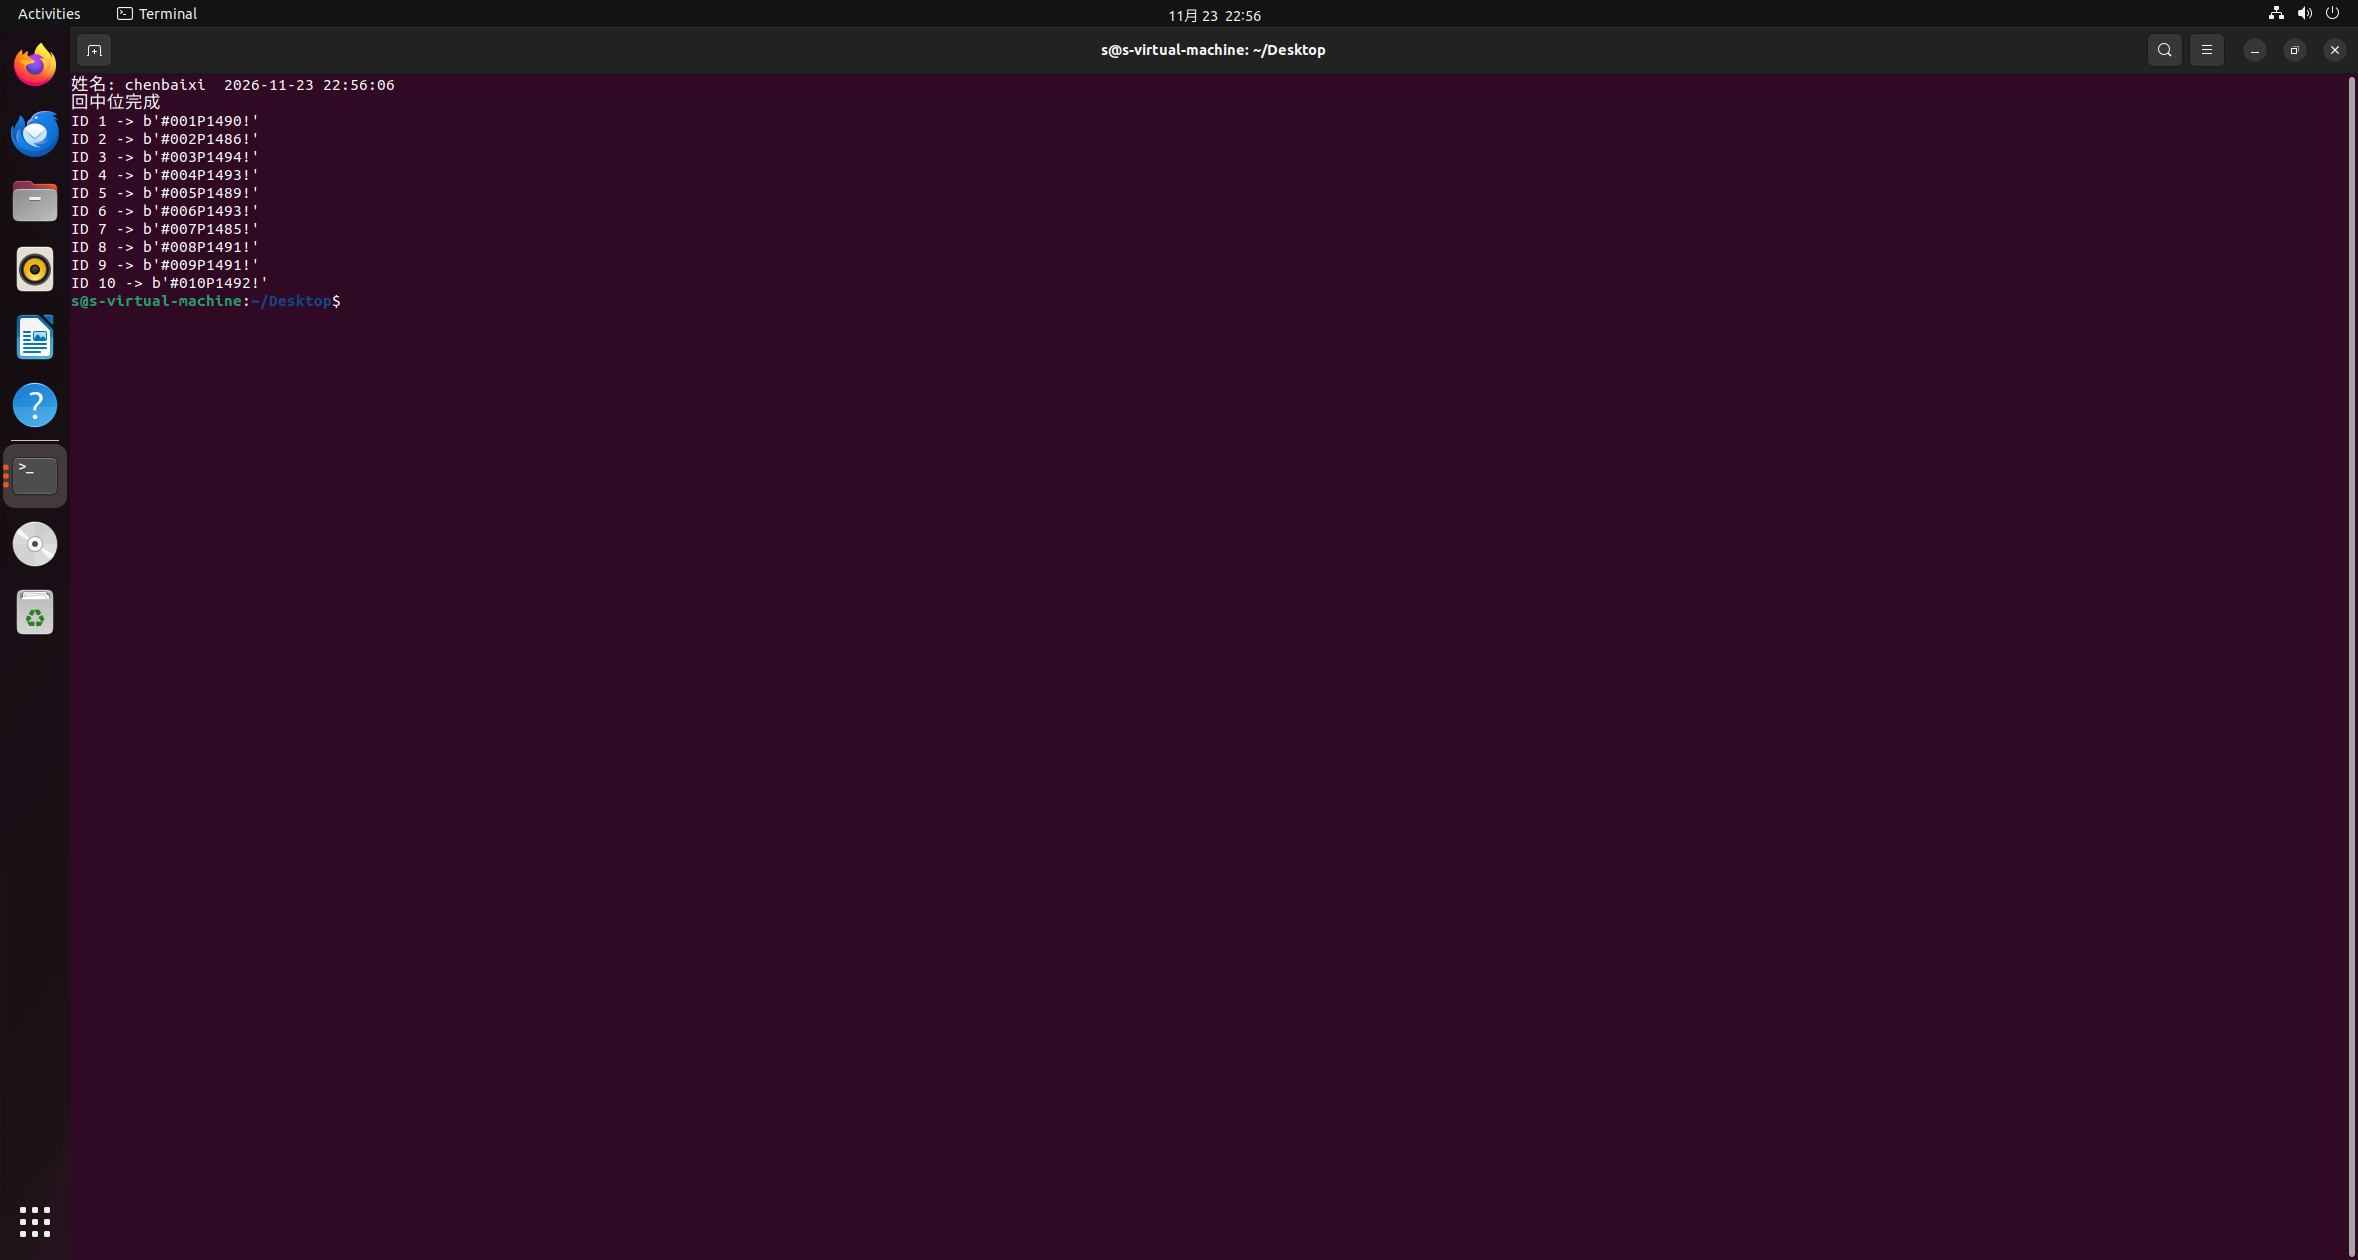 Activities
Terminal
11月 23 22:56
s@s-virtual-machine: ~/Desktop
姓名: chenbaixi  2026-11-23 22:56:06
回中位完成
ID 1 -> b'#001P1490!'
ID 2 -> b'#002P1486!'
ID 3 -> b'#003P1494!'
ID 4 -> b'#004P1493!'
ID 5 -> b'#005P1489!'
ID 6 -> b'#006P1493!'
ID 7 -> b'#007P1485!'
ID 8 -> b'#008P1491!'
ID 9 -> b'#009P1491!'
ID 10 -> b'#010P1492!'
s@s-virtual-machine:~/Desktop$